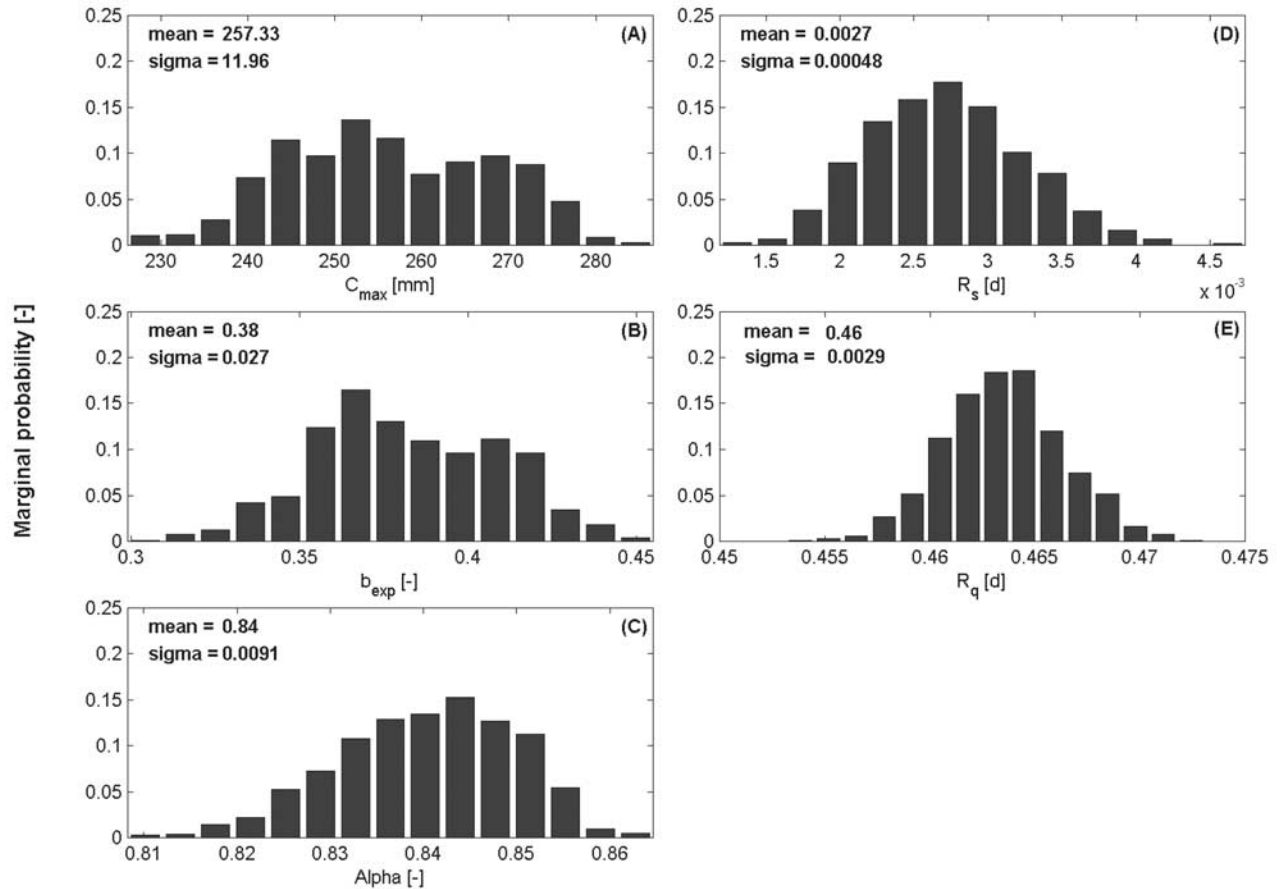 Marginal probability [-]
0.25
0.2
0.15
0.1
0.05
0
mean = 257.33
sigma = 11.96
(A)
230 240 250 260 270 280
C_max [mm]
0.25
0.2
0.15
0.1
0.05
0
mean = 0.0027
sigma = 0.00048
(D)
1.5 2 2.5 3 3.5 4 4.5
R_s [d]
x 10^-3
0.25
0.2
0.15
0.1
0.05
0
mean = 0.38
sigma = 0.027
(B)
0.3 0.35 0.4 0.45
b_exp [-]
0.25
0.2
0.15
0.1
0.05
0
mean = 0.46
sigma = 0.0029
(E)
0.45 0.455 0.46 0.465 0.47 0.475
R_q [d]
0.25
0.2
0.15
0.1
0.05
0
mean = 0.84
sigma = 0.0091
(C)
0.81 0.82 0.83 0.84 0.85 0.86
Alpha [-]